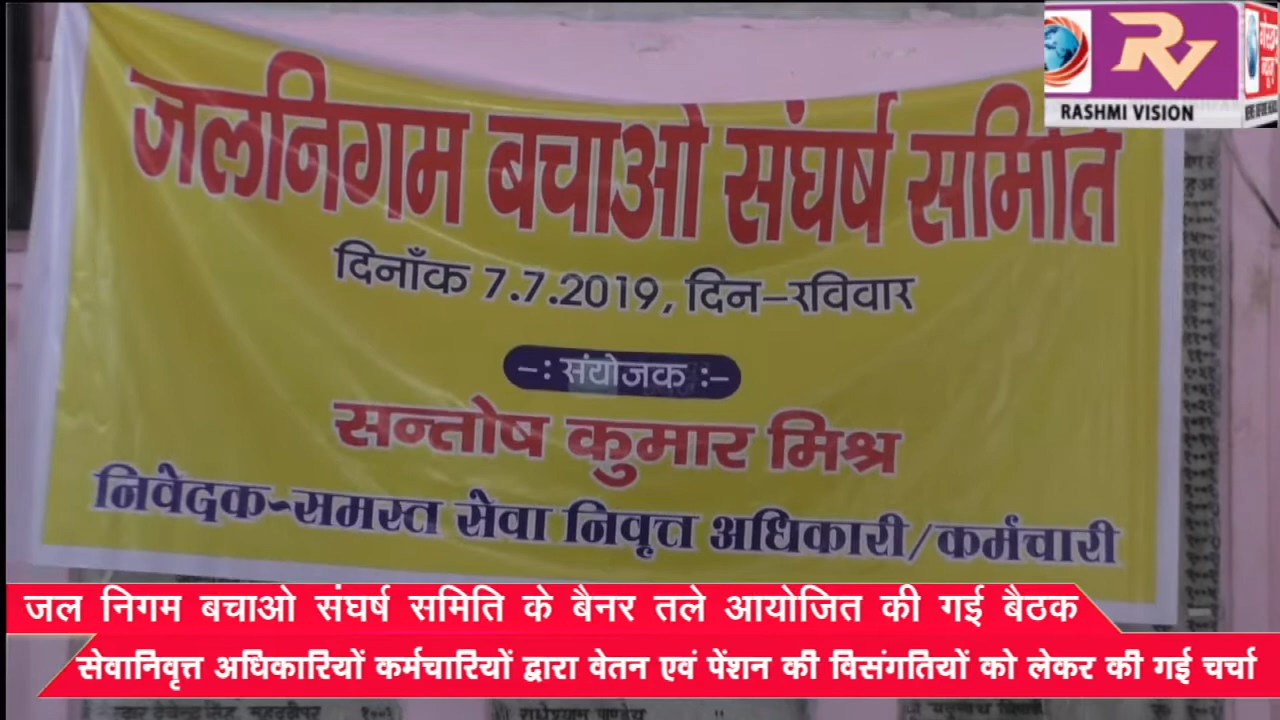 RASHMI VISION
जलनिगम बचाओ संघर्ष समिति
दिनाँक 7.7.2019, दिन-रविवार
-: संयोजक :-
सन्तोष कुमार मिश्र
निवेदक-समस्त सेवा निवृत्त अधिकारी/कर्मचारी
जल निगम बचाओ संघर्ष समिति के बैनर तले आयोजित की गई बैठक
सेवानिवृत्त अधिकारियों कर्मचारियों द्वारा वेतन एवं पेंशन की विसंगतियों को लेकर की गई चर्चा